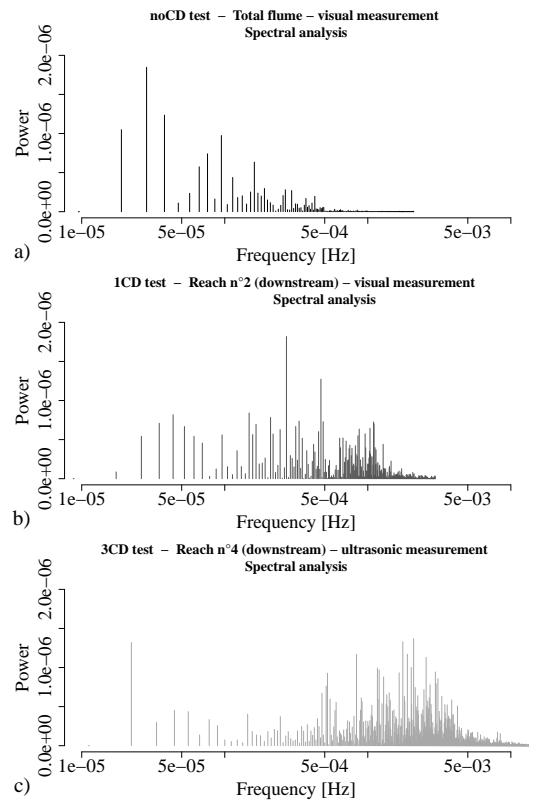 noCD test – Total flume – visual measurement
Spectral analysis
2.0e−06
1.0e−06
0.0e+00
Power
1e−05 5e−05 5e−04 5e−03
Frequency [Hz]
a)
1CD test – Reach n°2 (downstream) – visual measurement
Spectral analysis
2.0e−06
1.0e−06
0.0e+00
Power
1e−05 5e−05 5e−04 5e−03
Frequency [Hz]
b)
3CD test – Reach n°4 (downstream) – ultrasonic measurement
Spectral analysis
2.0e−06
1.0e−06
0.0e+00
Power
1e−05 5e−05 5e−04 5e−03
Frequency [Hz]
c)